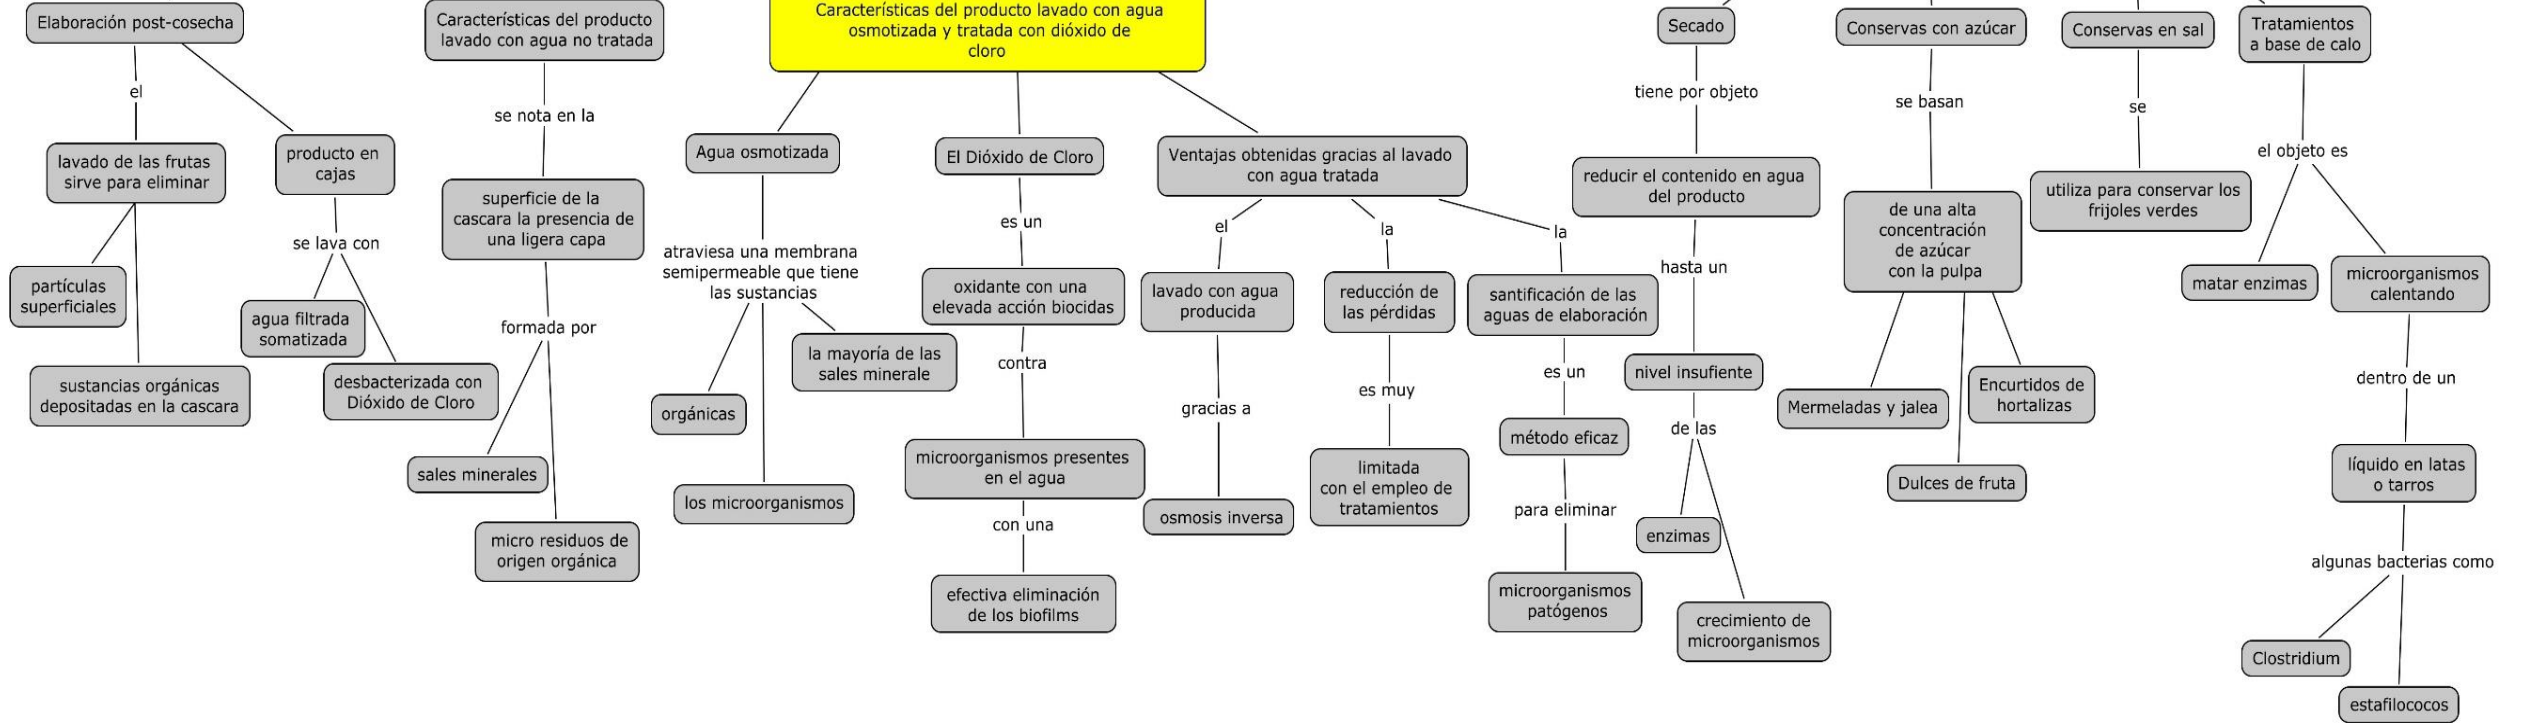 Elaboración post-cosecha
el
lavado de las frutas
sirve para eliminar
partículas
superficiales
sustancias orgánicas
depositadas en la cascara
producto en
cajas
se lava con
agua filtrada
somatizada
desbacterizada con
Dióxido de Cloro
Características del producto
lavado con agua no tratada
se nota en la
superficie de la
cascara la presencia de
una ligera capa
formada por
sales minerales
micro residuos de
origen orgánica
Características del producto lavado con agua
osmotizada y tratada con dióxido de
cloro
Agua osmotizada
atraviesa una membrana
semipermeable que tiene
las sustancias
orgánicas
los microorganismos
la mayoría de las
sales minerale
El Dióxido de Cloro
es un
oxidante con una
elevada acción biocidas
contra
microorganismos presentes
en el agua
con una
efectiva eliminación
de los biofilms
Ventajas obtenidas gracias al lavado
con agua tratada
el
lavado con agua
producida
gracias a
osmosis inversa
la
reducción de
las pérdidas
es muy
limitada
con el empleo de
tratamientos
la
santificación de las
aguas de elaboración
es un
método eficaz
para eliminar
microorganismos
patógenos
Secado
tiene por objeto
reducir el contenido en agua
del producto
hasta un
nivel insufiente
de las
enzimas
crecimiento de
microorganismos
Conservas con azúcar
se basan
de una alta
concentración
de azúcar
con la pulpa
Mermeladas y jalea
Dulces de fruta
Encurtidos de
hortalizas
Conservas en sal
se
utiliza para conservar los
frijoles verdes
Tratamientos
a base de calo
el objeto es
matar enzimas
microorganismos
calentando
dentro de un
líquido en latas
o tarros
algunas bacterias como
Clostridium
estafilococos